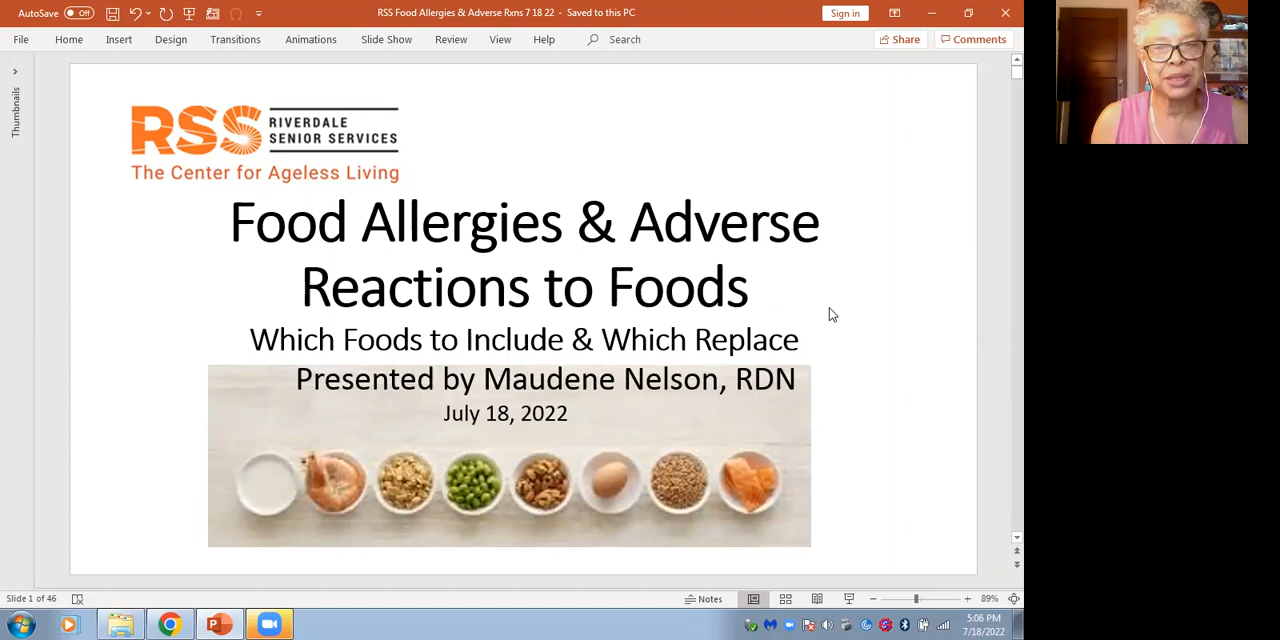 AutoSave Off
RSS Food Allergies & Adverse Rxns 7 18 22 - Saved to this PC
Sign in
File Home Insert Design Transitions Animations Slide Show Review View Help Search Share Comments
Thumbnails
RSS
RIVERDALE
SENIOR SERVICES
The Center for Ageless Living
Food Allergies & Adverse
Reactions to Foods
Which Foods to Include & Which Replace
Presented by Maudene Nelson, RDN
July 18, 2022
Slide 1 of 46
Notes
89%
5:06 PM
7/18/2022